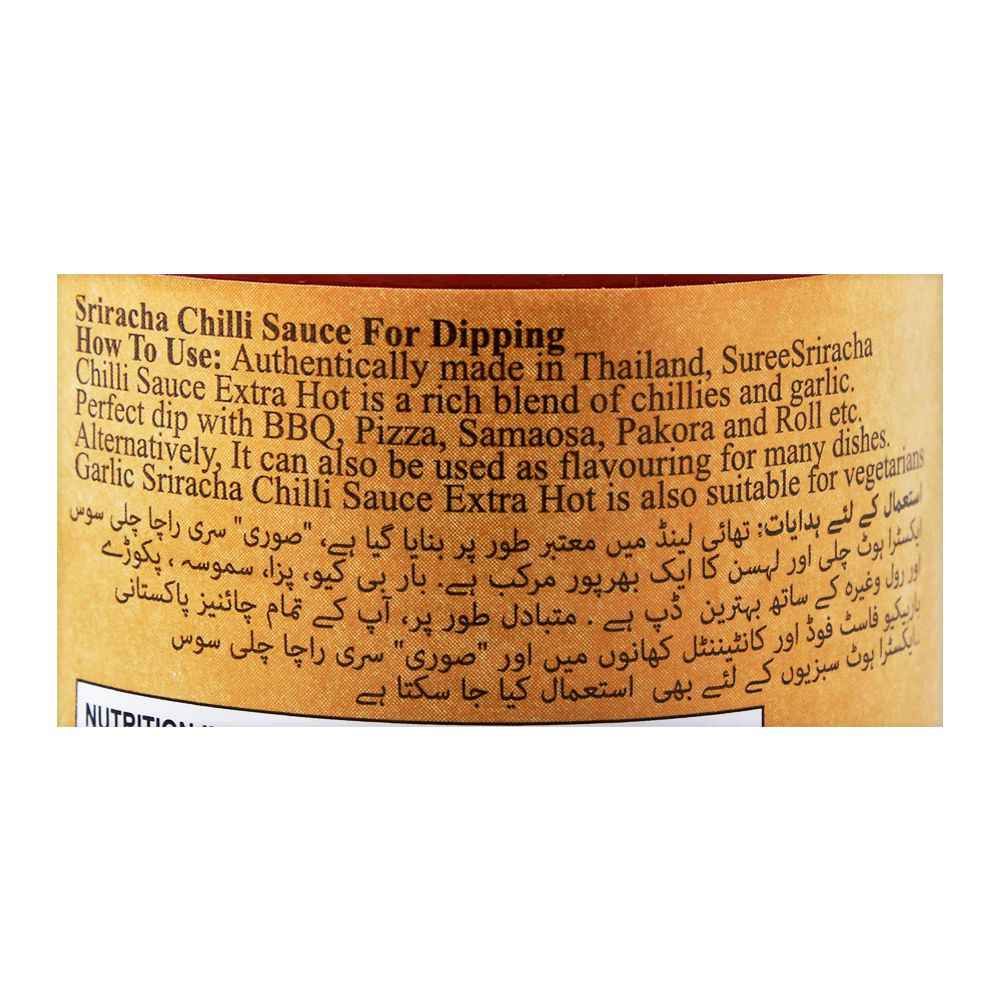 Sriracha Chilli Sauce For Dipping
How To Use: Authentically made in Thailand, SureeSriracha
Chilli Sauce Extra Hot is a rich blend of chillies and garlic.
Perfect dip with BBQ, Pizza, Samaosa, Pakora and Roll etc.
Alternatively, It can also be used as flavouring for many dishes.
Garlic Sriracha Chilli Sauce Extra Hot is also suitable for vegetarians
استعمال کے لئے ہدایات: تھائی لینڈ میں معتبر طور پر بنایا گیا ہے، "صوری" سری راچا چلی سوس
ایکسٹرا ہوٹ چلی اور لہسن کا ایک بھرپور مرکب ہے. بار بی کیو، پزا، سموسہ ، پکوڑے
اور رول وغیرہ کے ساتھ بہترین ڈپ ہے . متبادل طور پر، آپ کے تمام چائنیز پاکستانی
باربیکیو فاسٹ فوڈ اور کانٹیننٹل کھانوں میں اور "صوری" سری راچا چلی سوس
ایکسٹرا ہوٹ سبزیوں کے لئے بھی استعمال کیا جا سکتا ہے
NUTRITION